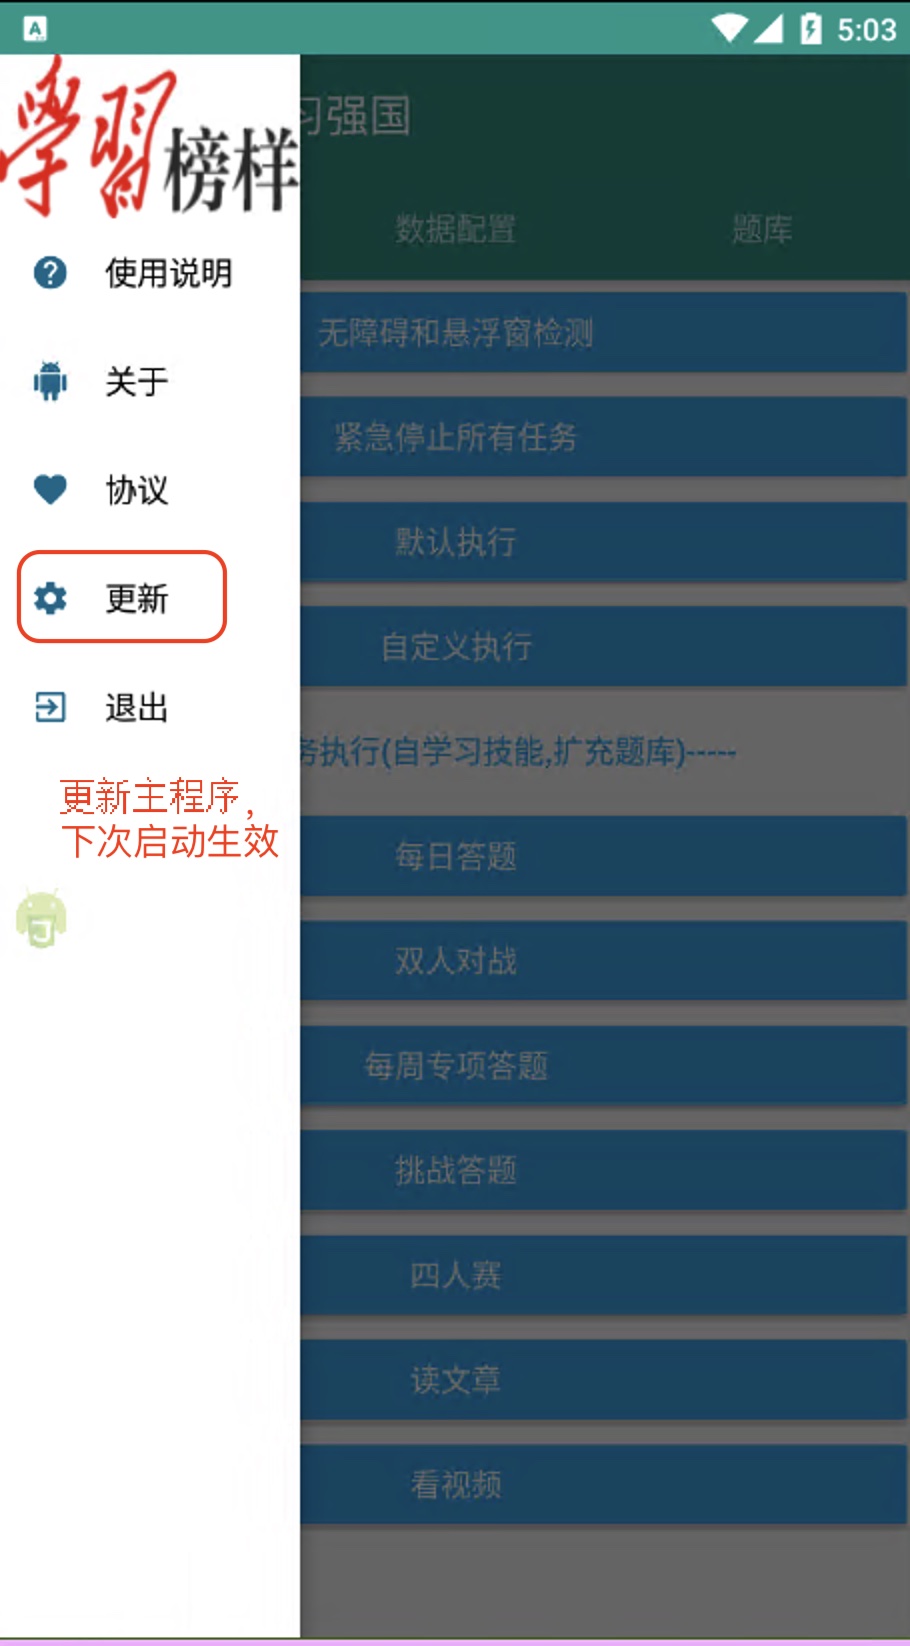 5:03
學習榜样
习强国
数据配置
题库
使用说明
关于
协议
更新
退出
更新主程序，
下次启动生效
无障碍和悬浮窗检测
紧急停止所有任务
默认执行
自定义执行
务执行(自学习技能,扩充题库)-----
每日答题
双人对战
每周专项答题
挑战答题
四人赛
读文章
看视频